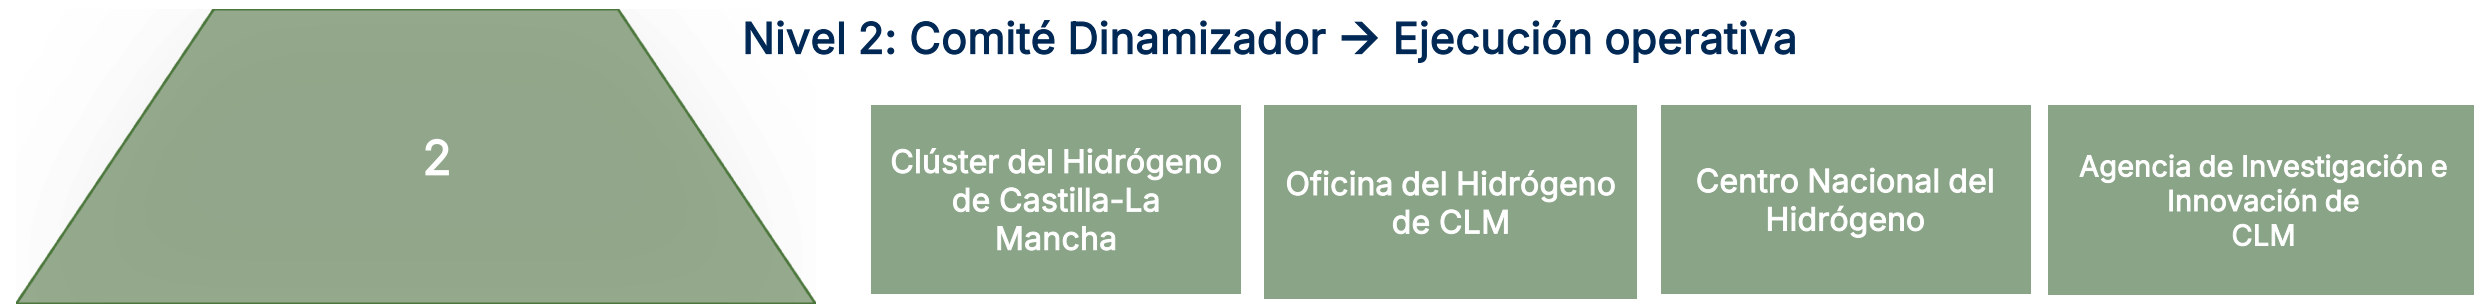 Nivel 2: Comité Dinamizador → Ejecución operativa
2
Clúster del Hidrógeno
de Castilla-La
Mancha
Oficina del Hidrógeno
de CLM
Centro Nacional del
Hidrógeno
Agencia de Investigación e
Innovación de
CLM